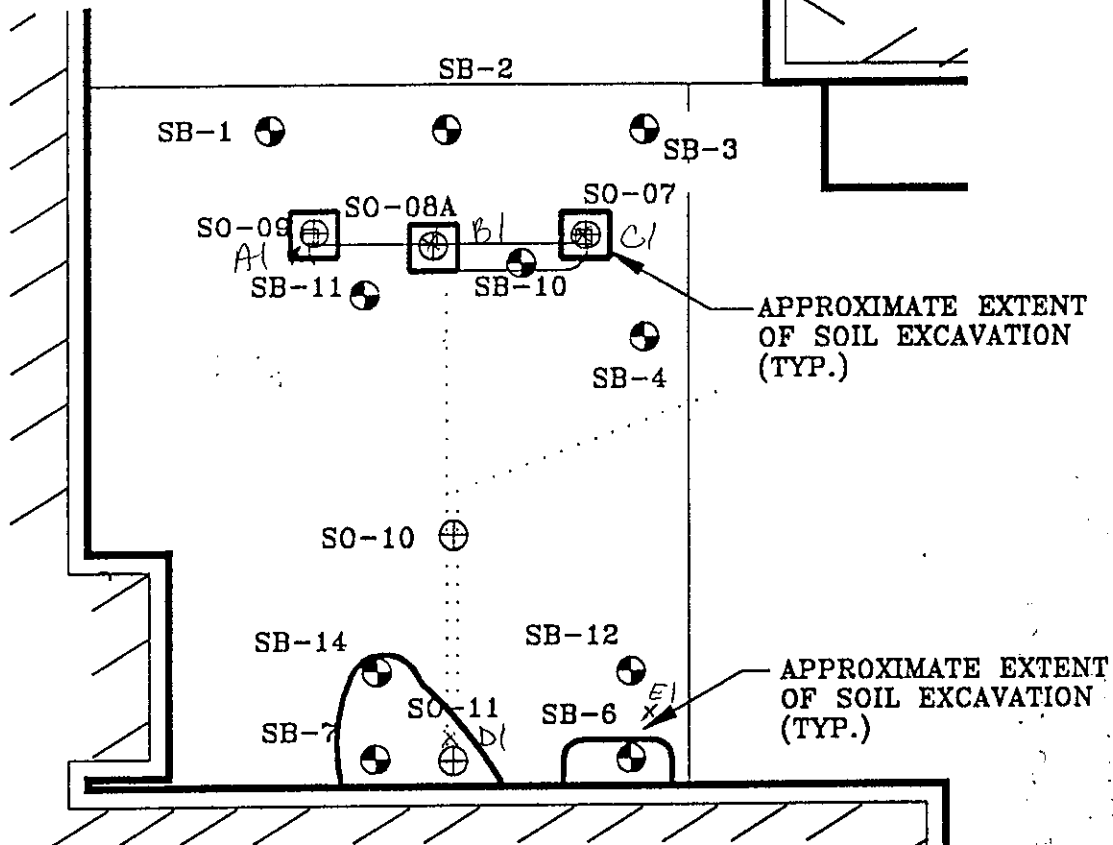 SB-2
SB-1
SB-3
SO-07
SO-08A
SO-09
B1
C1
A1
SB-11
SB-10
APPROXIMATE EXTENT
OF SOIL EXCAVATION
(TYP.)
SB-4
SO-10
SB-14
SB-12
APPROXIMATE EXTENT
OF SOIL EXCAVATION
(TYP.)
E1
x
SO-11
SB-6
SB-7
x D1